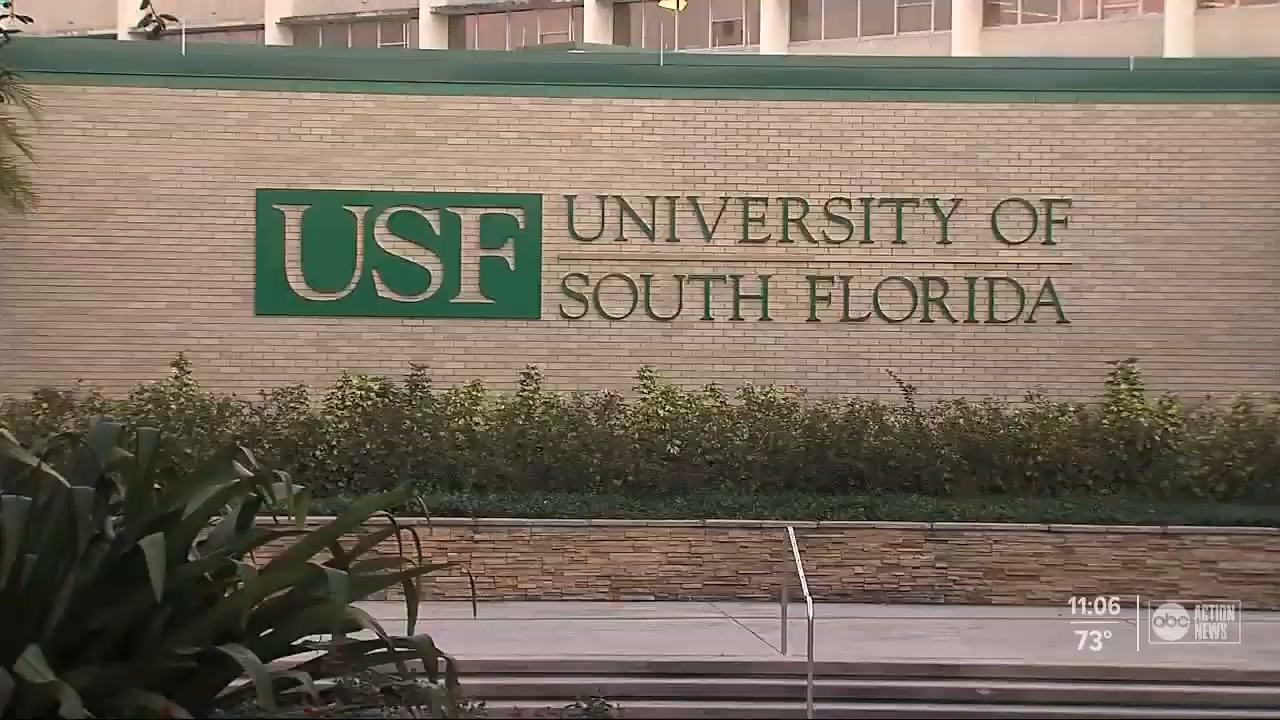 USF
UNIVERSITY OF
SOUTH FLORIDA
11:06
73°
abc
ACTION
NEWS